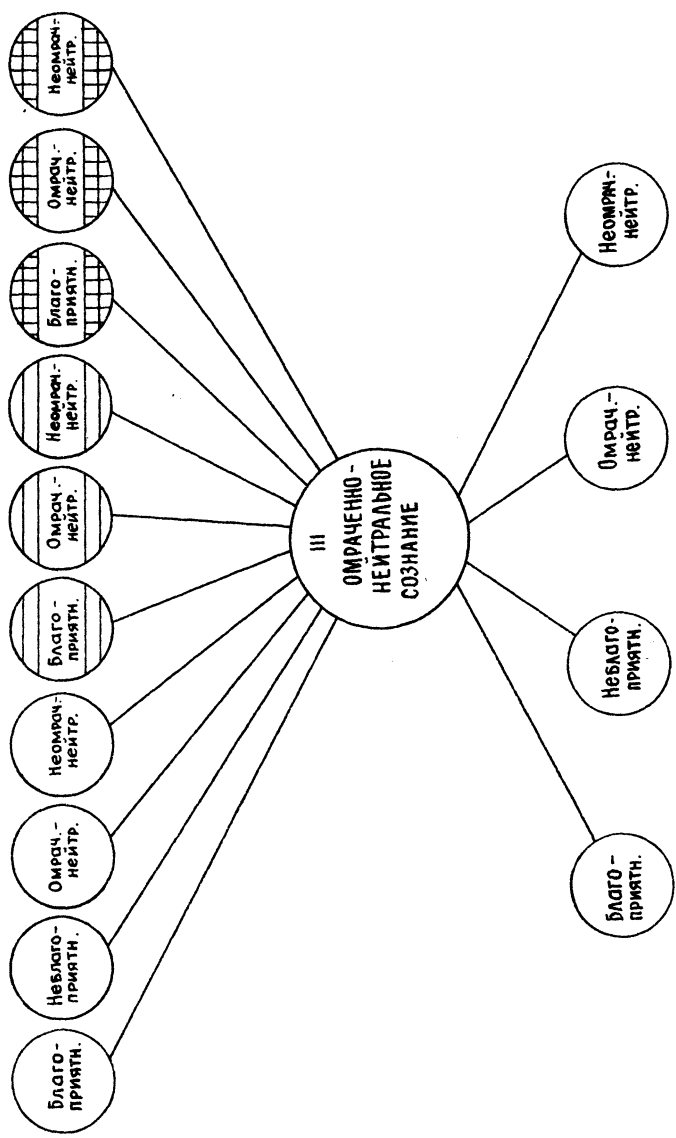 Благо-
приятн.
Неблаго-
приятн.
Омрач.-
нейтр.
Неомрач.-
нейтр.
Благо-
приятн.
Омрач.-
нейтр.
Неомрач.-
нейтр.
Благо-
приятн.
Омрач.-
нейтр.
Неомрач.-
нейтр.
III
ОМРАЧЕННО-
НЕЙТРАЛЬНОЕ
СОЗНАНИЕ
Благо-
приятн.
Неблаго-
приятн.
Омрач.-
нейтр.
Неомрач.-
нейтр.